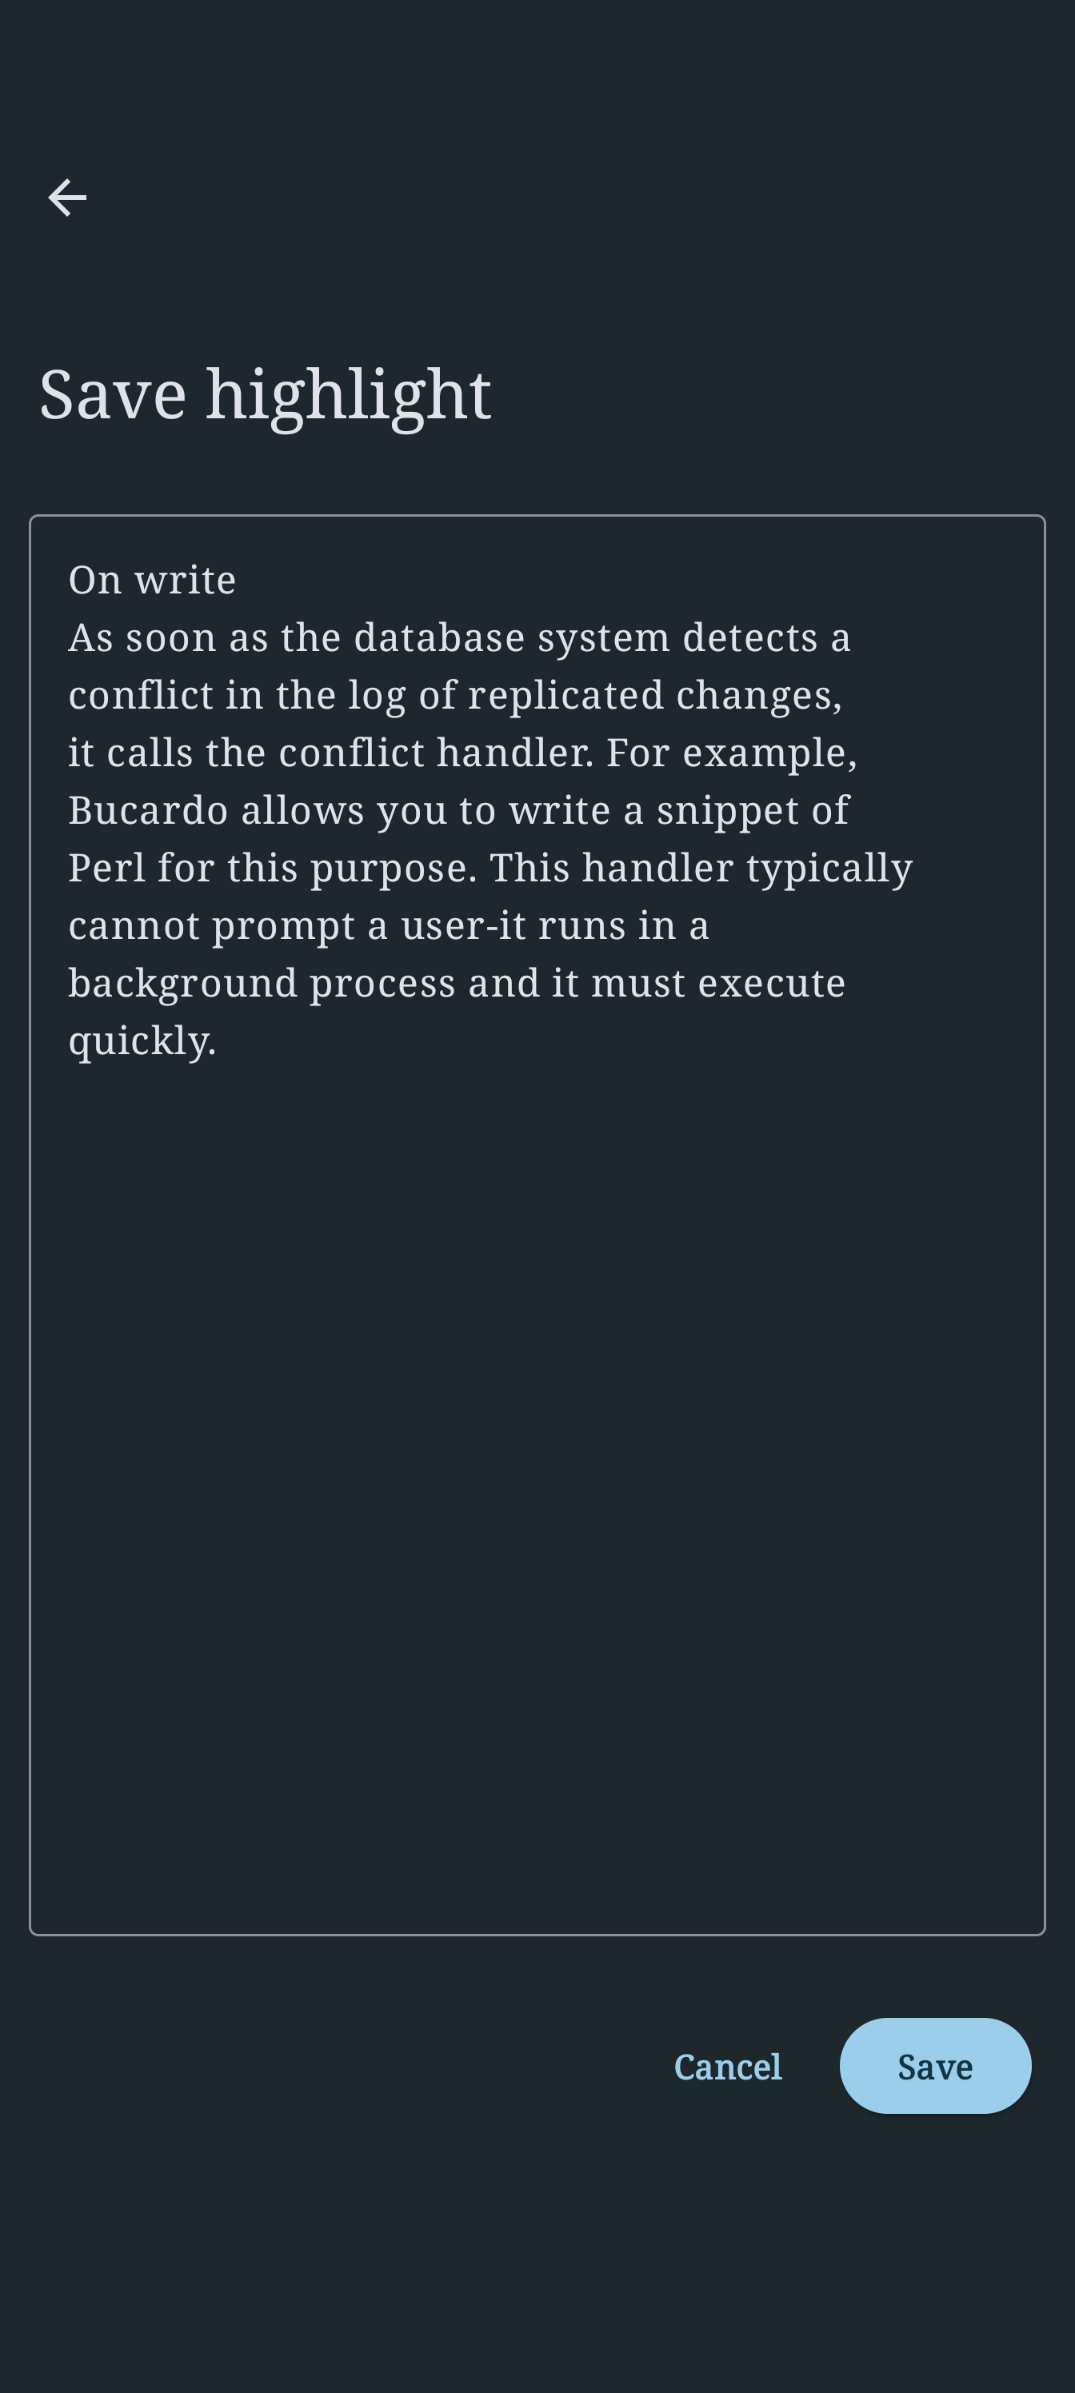 Save highlight
On write
As soon as the database system detects a
conflict in the log of replicated changes,
it calls the conflict handler. For example,
Bucardo allows you to write a snippet of
Perl for this purpose. This handler typically
cannot prompt a user-it runs in a
background process and it must execute
quickly.
Cancel
Save